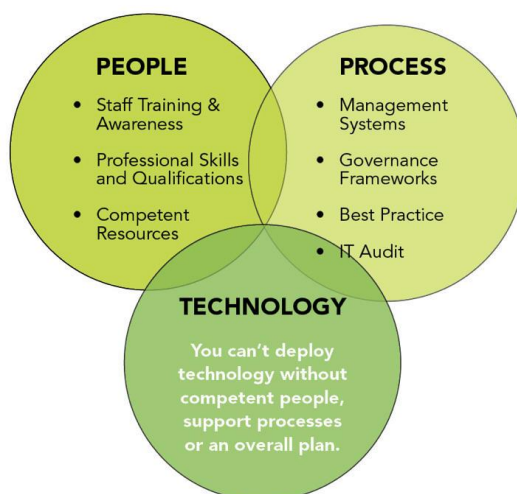 PEOPLE
• Staff Training &
Awareness
• Professional Skills
and Qualifications
• Competent
Resources
PROCESS
• Management
Systems
• Governance
Frameworks
• Best Practice
• IT Audit
TECHNOLOGY
You can't deploy
technology without
competent people,
support processes
or an overall plan.